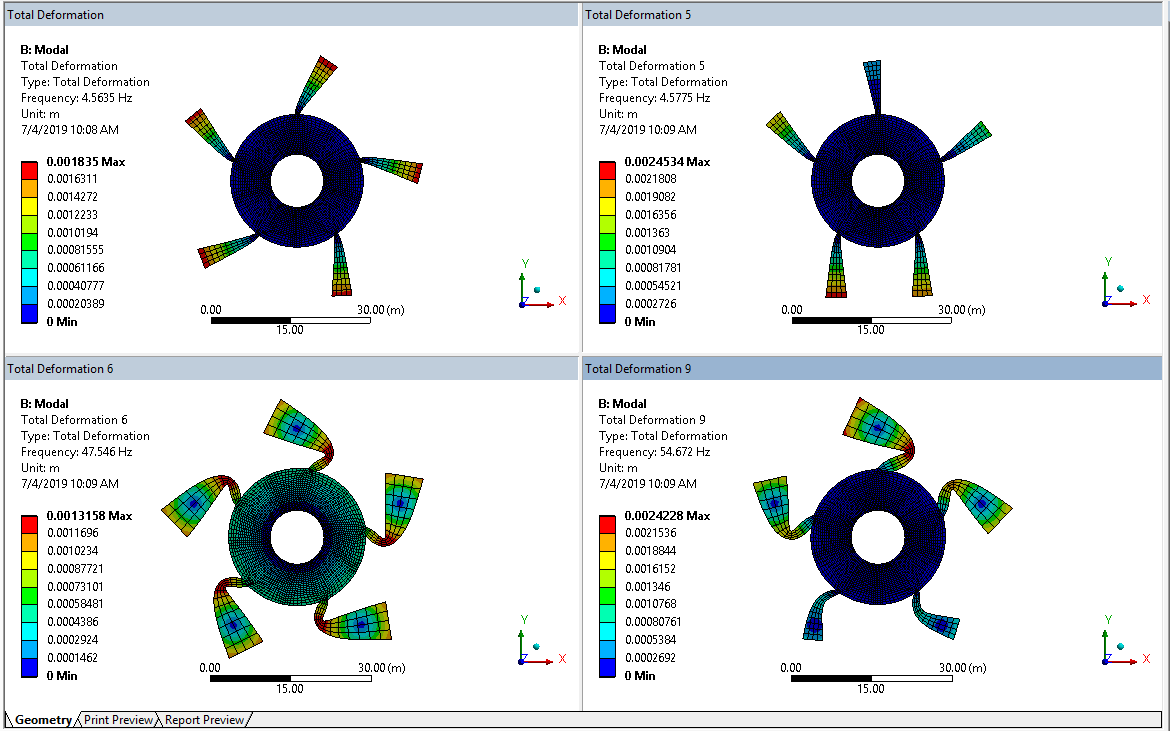 Total Deformation
B: Modal
Total Deformation
Type: Total Deformation
Frequency: 4.5635 Hz
Unit: m
7/4/2019 10:08 AM
0.001835 Max
0.0016311
0.0014272
0.0012233
0.0010194
0.00081555
0.00061166
0.00040777
0.00020389
0 Min
0.00
30.00 (m)
15.00
Y
Z
X
Total Deformation 5
B: Modal
Total Deformation 5
Type: Total Deformation
Frequency: 4.5775 Hz
Unit: m
7/4/2019 10:09 AM
0.0024534 Max
0.0021808
0.0019082
0.0016356
0.001363
0.0010904
0.00081781
0.00054521
0.0002726
0 Min
0.00
30.00 (m)
15.00
Y
Z
X
Total Deformation 6
B: Modal
Total Deformation 6
Type: Total Deformation
Frequency: 47.546 Hz
Unit: m
7/4/2019 10:09 AM
0.0013158 Max
0.0011696
0.0010234
0.00087721
0.00073101
0.00058481
0.0004386
0.0002924
0.0001462
0 Min
0.00
30.00 (m)
15.00
Y
Z
X
Total Deformation 9
B: Modal
Total Deformation 9
Type: Total Deformation
Frequency: 54.672 Hz
Unit: m
7/4/2019 10:09 AM
0.0024228 Max
0.0021536
0.0018844
0.0016152
0.001346
0.0010768
0.00080761
0.0005384
0.0002692
0 Min
0.00
30.00 (m)
15.00
Y
Z
X
Geometry Print Preview Report Preview